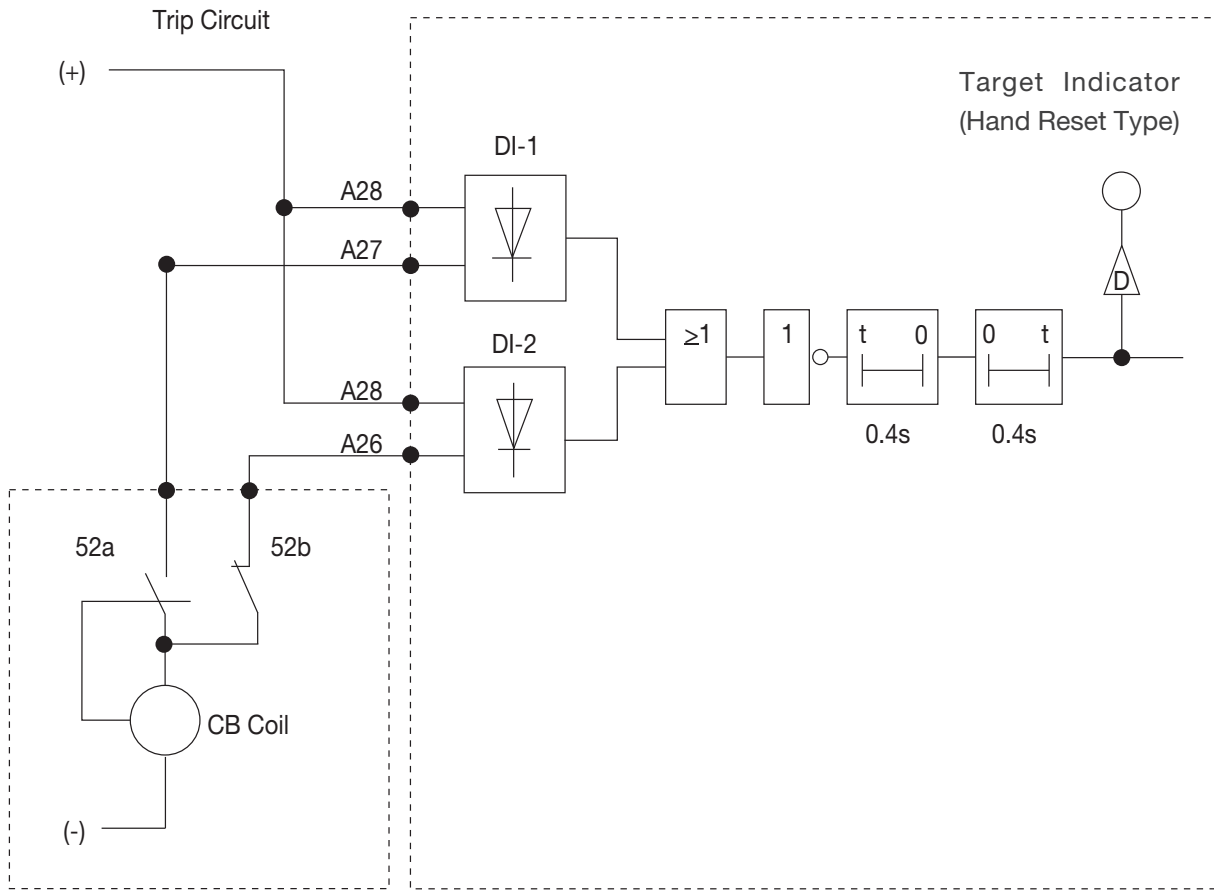 Trip Circuit
(+)
Target Indicator
(Hand Reset Type)
DI-1
A28
A27
D
DI-2
≥1
1
t 0
0 t
A28
0.4s
0.4s
A26
52a
52b
CB Coil
(-)